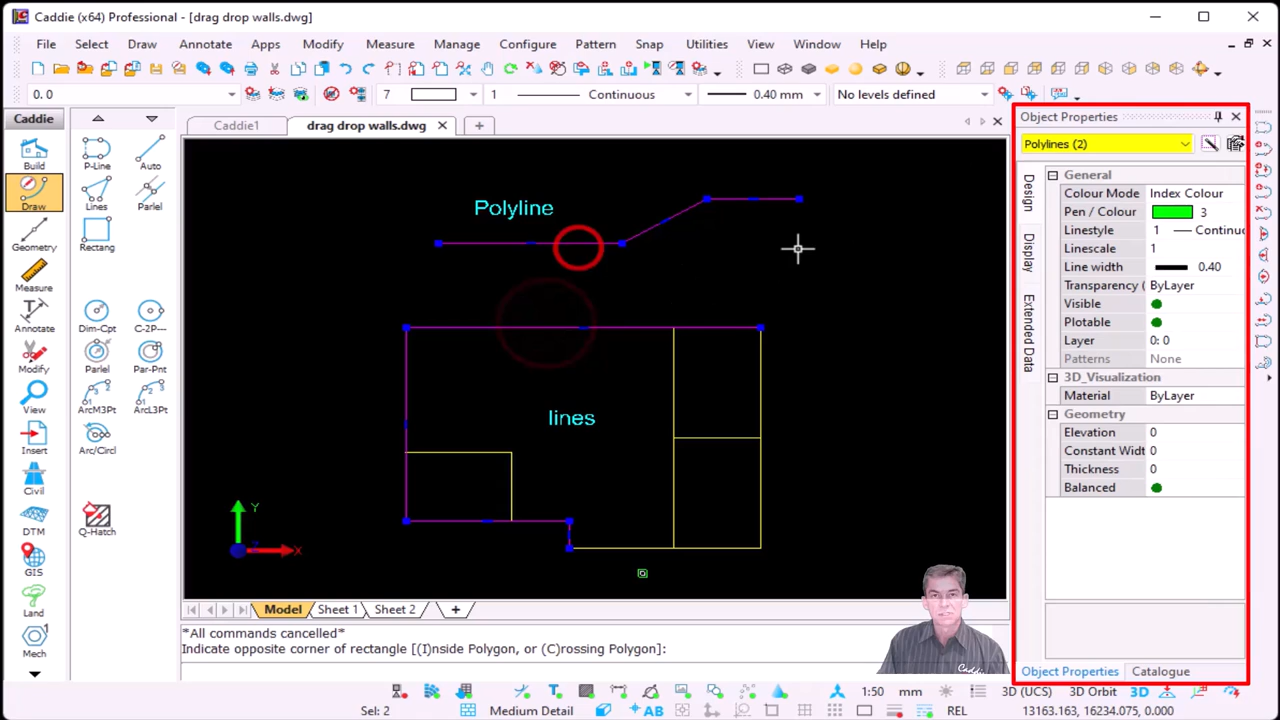 Caddie (x64) Professional - [drag drop walls.dwg]
File Select Draw Annotate Apps Modify Measure Manage Configure Pattern Snap Utilities View Window Help
0. 0 7 1 Continuous 0.40 mm No levels defined
Caddie
Build
Draw
Geometry
Measure
Annotate
Modify
View
Insert
Civil
DTM
GIS
Land
Mech
P-Line Auto
Lines Parlel
Rectang
Dim-Cpt C-2P---
Parlel Par-Pnt
ArcM3Pt ArcL3Pt
Arc/Circl
Q-Hatch
Caddie1 drag drop walls.dwg
Polyline
lines
Y
X
Model Sheet 1 Sheet 2
*All commands cancelled*
Indicate opposite corner of rectangle [(I)nside Polygon, or (C)rossing Polygon]:
Caddie
Object Properties
Polylines (2)
Design
Display
Extended Data
General
Colour Mode Index Colour
Pen / Colour 3
Linestyle 1 Continuc
Linescale 1
Line width 0.40
Transparency ( ByLayer
Visible
Plotable
Layer 0: 0
Patterns None
3D_Visualization
Material ByLayer
Geometry
Elevation 0
Constant Widt 0
Thickness 0
Balanced
Object Properties Catalogue
1:50 mm 3D (UCS) 3D Orbit 3D
Sel: 2 Medium Detail AB REL 13163.163, 16234.075, 0.000